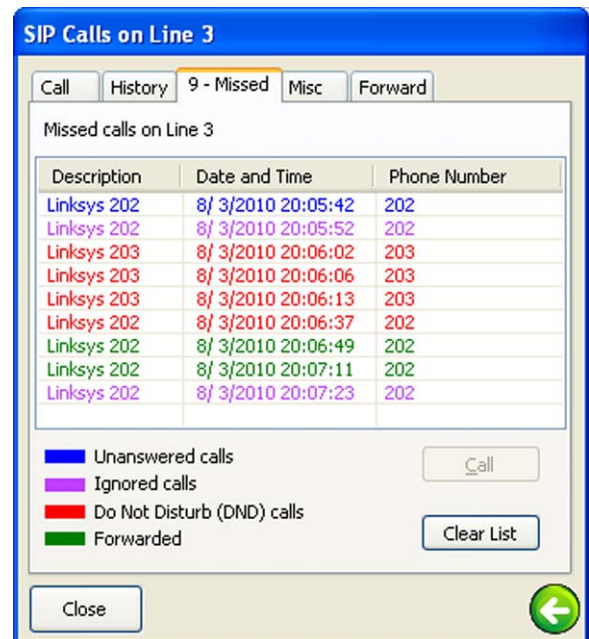 SIP Calls on Line 3
Call History 9 - Missed Misc Forward
Missed calls on Line 3
Description Date and Time Phone Number
Linksys 202 8/ 3/2010 20:05:42 202
Linksys 202 8/ 3/2010 20:05:52 202
Linksys 203 8/ 3/2010 20:06:02 203
Linksys 203 8/ 3/2010 20:06:06 203
Linksys 203 8/ 3/2010 20:06:13 203
Linksys 202 8/ 3/2010 20:06:37 202
Linksys 202 8/ 3/2010 20:06:49 202
Linksys 202 8/ 3/2010 20:07:11 202
Linksys 202 8/ 3/2010 20:07:23 202
Unanswered calls
Ignored calls
Do Not Disturb (DND) calls
Forwarded
Call
Clear List
Close